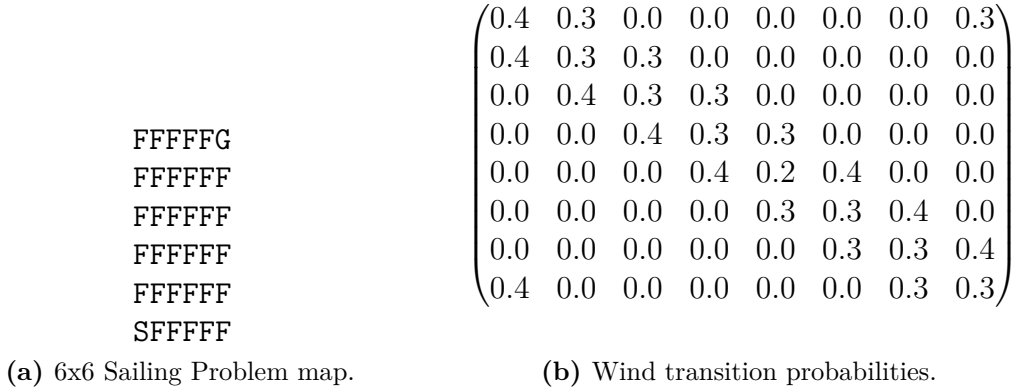 FFFFFG
FFFFFF
FFFFFF
FFFFFF
FFFFFF
SFFFFF
(a) 6x6 Sailing Problem map.
0.4 0.3 0.0 0.0 0.0 0.0 0.0 0.3
0.4 0.3 0.3 0.0 0.0 0.0 0.0 0.0
0.0 0.4 0.3 0.3 0.0 0.0 0.0 0.0
0.0 0.0 0.4 0.3 0.3 0.0 0.0 0.0
0.0 0.0 0.0 0.4 0.2 0.4 0.0 0.0
0.0 0.0 0.0 0.0 0.3 0.3 0.4 0.0
0.0 0.0 0.0 0.0 0.0 0.3 0.3 0.4
0.4 0.0 0.0 0.0 0.0 0.0 0.3 0.3
(b) Wind transition probabilities.